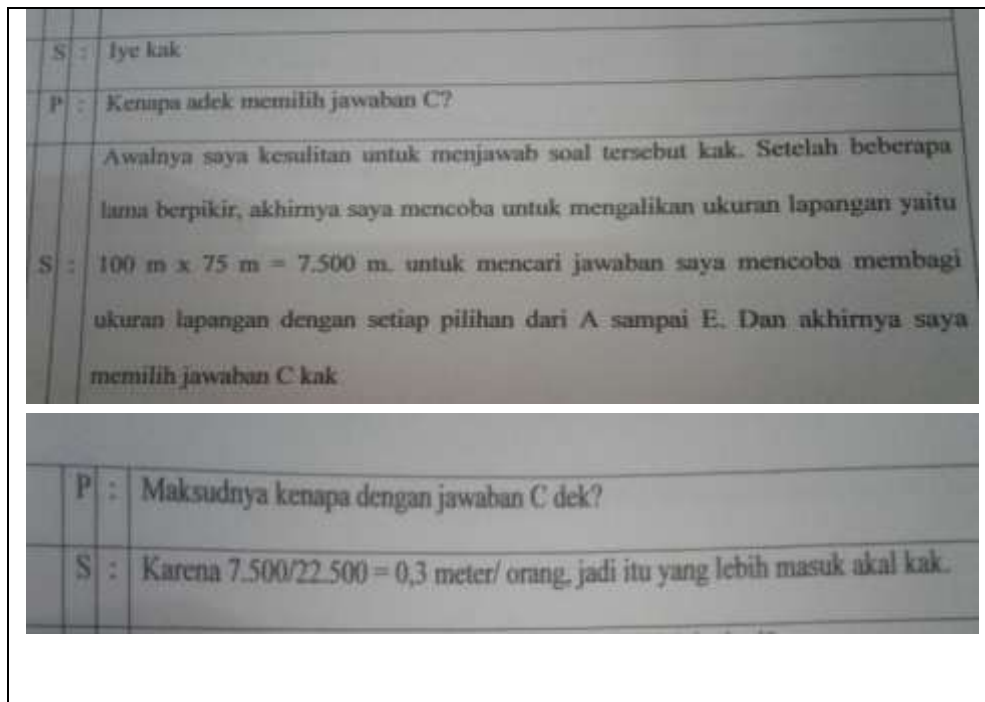 S : Iye kak
P : Kenapa adek memilih jawaban C?
Awalnya saya kesulitan untuk menjawab soal tersebut kak. Setelah beberapa
lama berpikir, akhirnya saya mencoba untuk mengalikan ukuran lapangan yaitu
S : 100 m x 75 m = 7.500 m. untuk mencari jawaban saya mencoba membagi
ukuran lapangan dengan setiap pilihan dari A sampai E. Dan akhirnya saya
memilih jawaban C kak
P : Maksudnya kenapa dengan jawaban C dek?
S : Karena 7.500/22.500 = 0,3 meter/ orang, jadi itu yang lebih masuk akal kak.